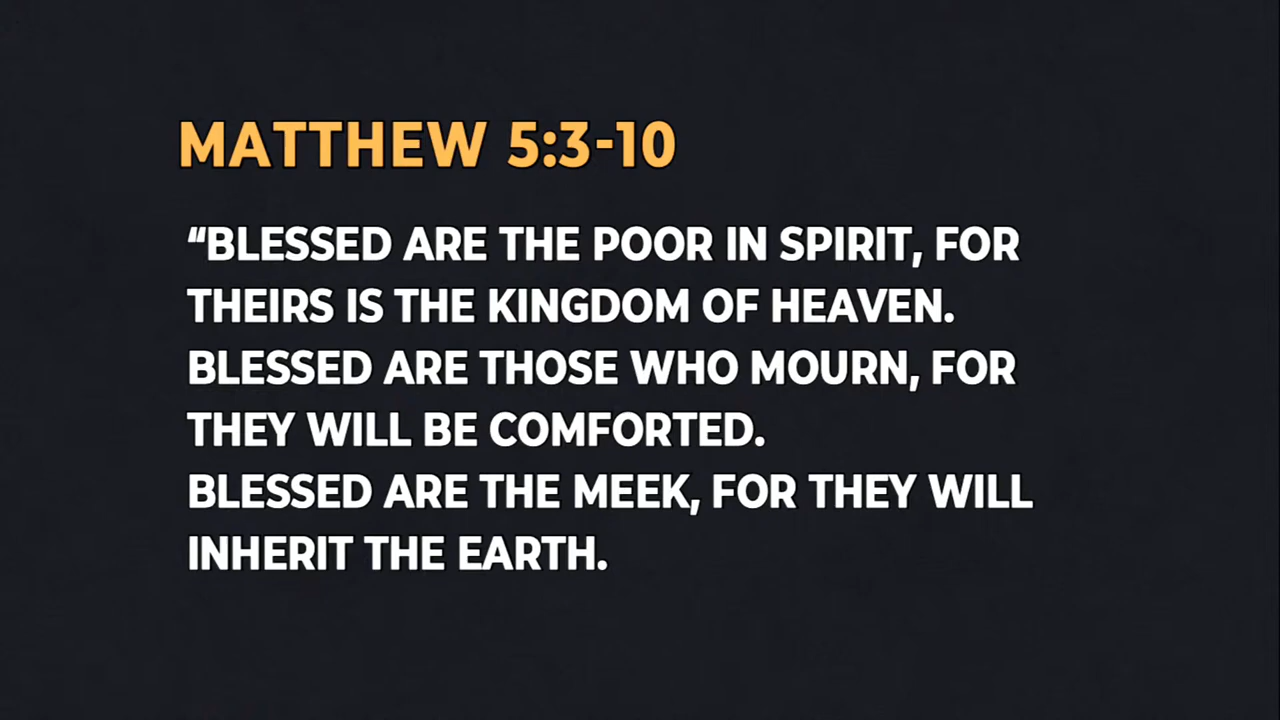 MATTHEW 5:3-10
“BLESSED ARE THE POOR IN SPIRIT, FOR
THEIRS IS THE KINGDOM OF HEAVEN.
BLESSED ARE THOSE WHO MOURN, FOR
THEY WILL BE COMFORTED.
BLESSED ARE THE MEEK, FOR THEY WILL
INHERIT THE EARTH.